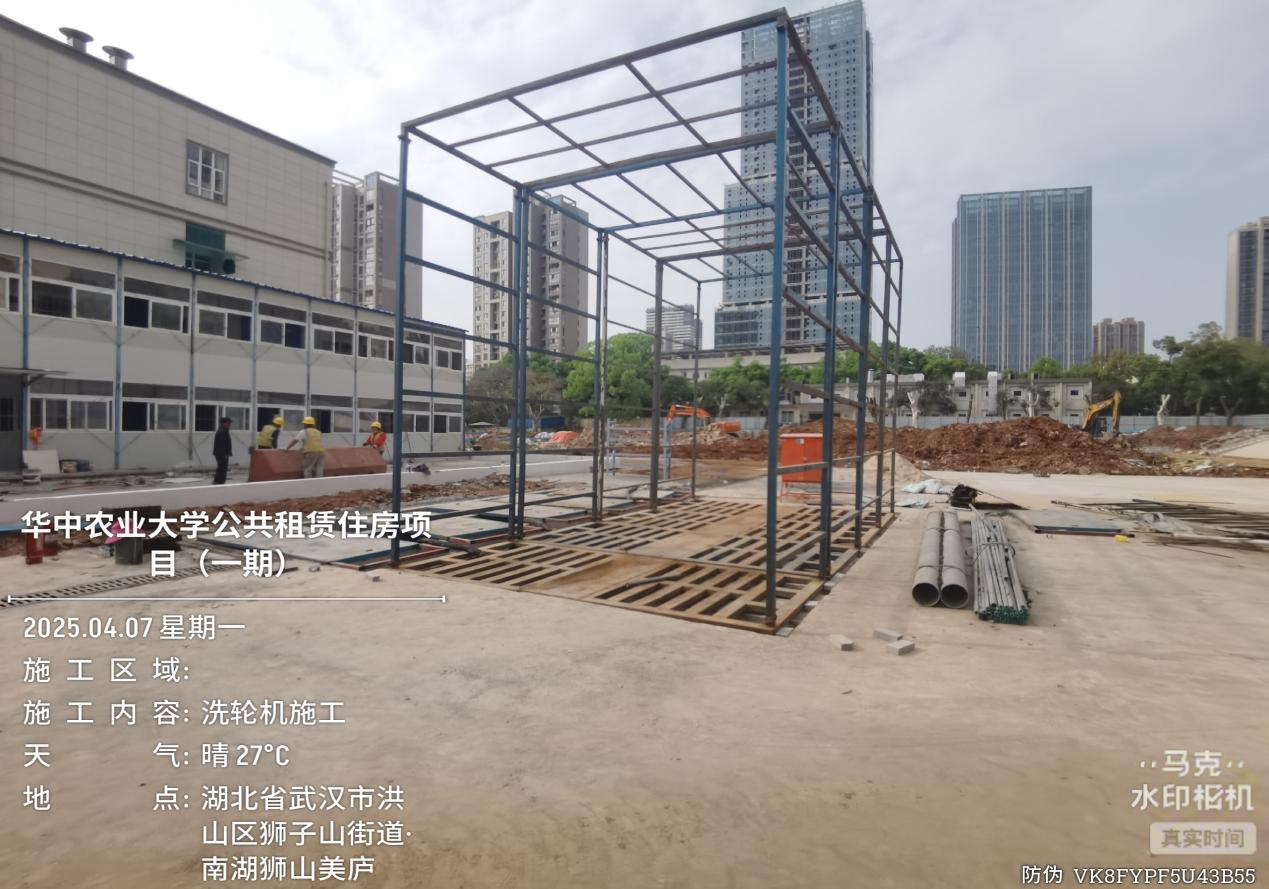 华中农业大学公共租赁住房项
目（一期）
2025.04.07 星期一
施工区域:
施工内容: 洗轮机施工
天气: 晴 27°C
地点: 湖北省武汉市洪
山区狮子山街道·
南湖狮山美庐
马克
水印相机
真实时间
防伪 VK8FYPF5U43B55